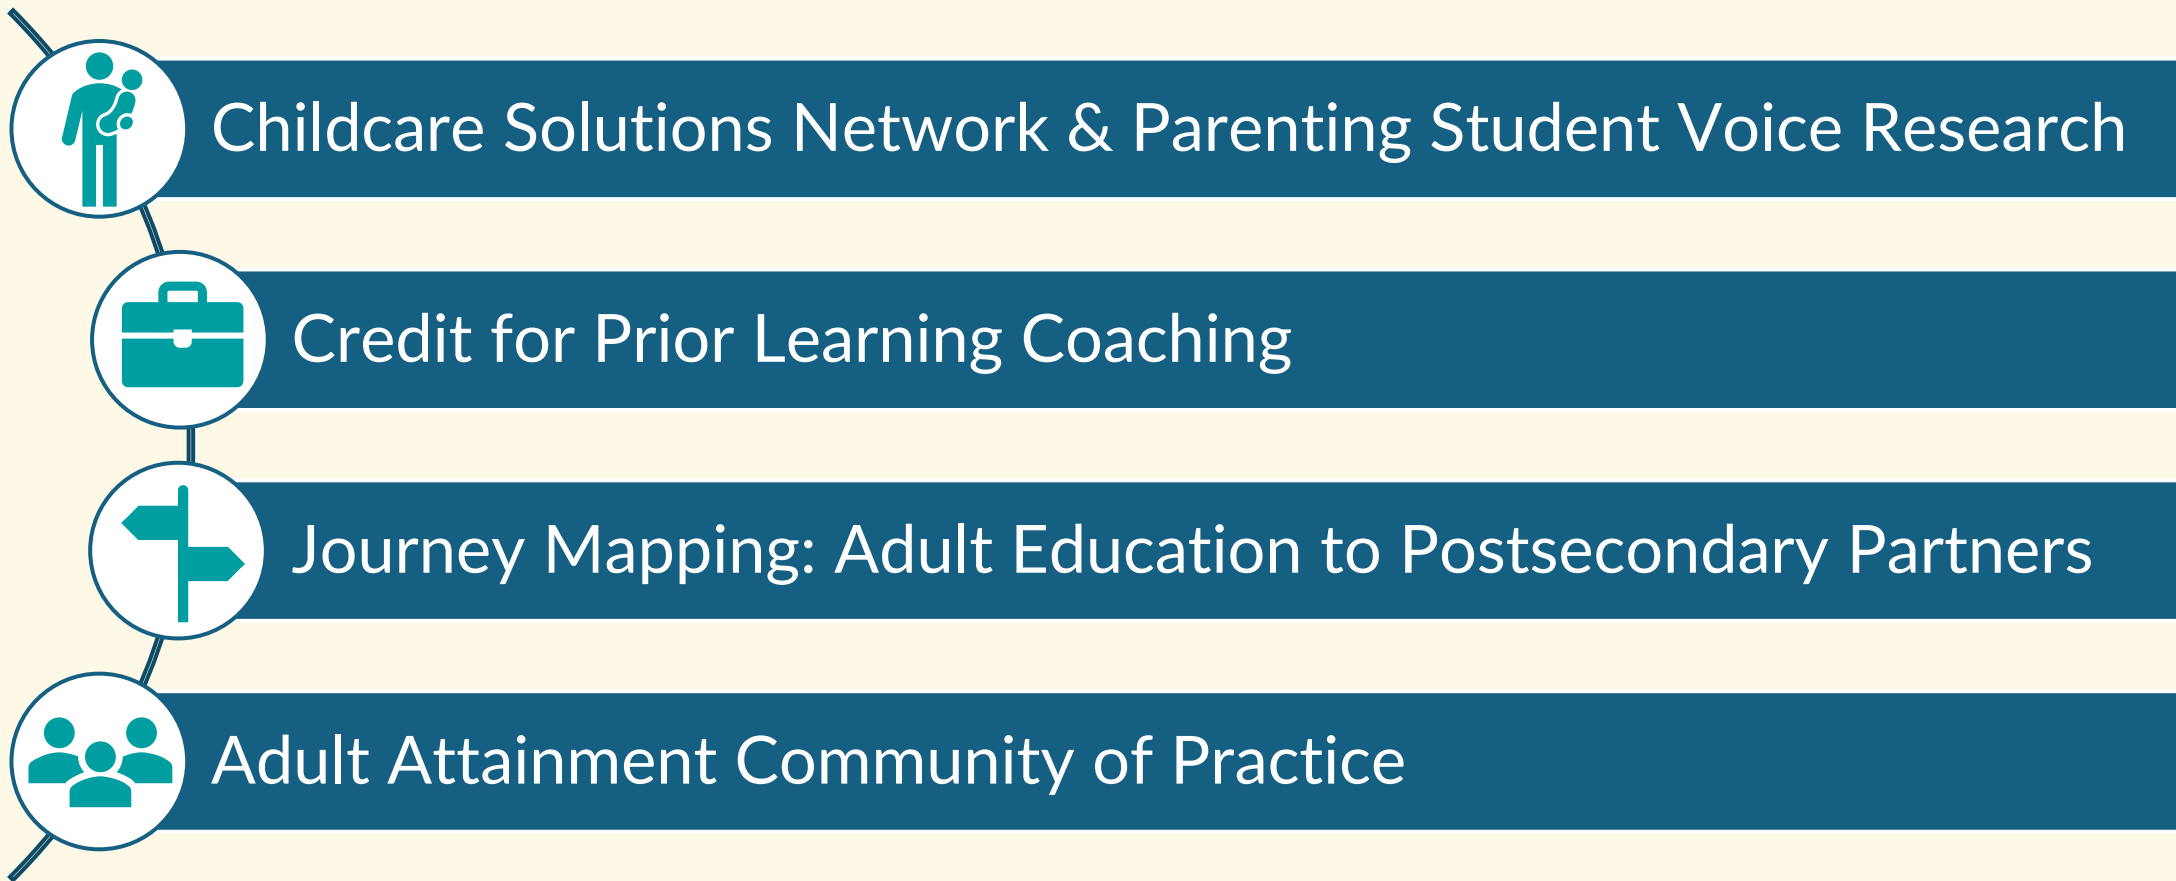 Childcare Solutions Network & Parenting Student Voice Research
Credit for Prior Learning Coaching
Journey Mapping: Adult Education to Postsecondary Partners
Adult Attainment Community of Practice